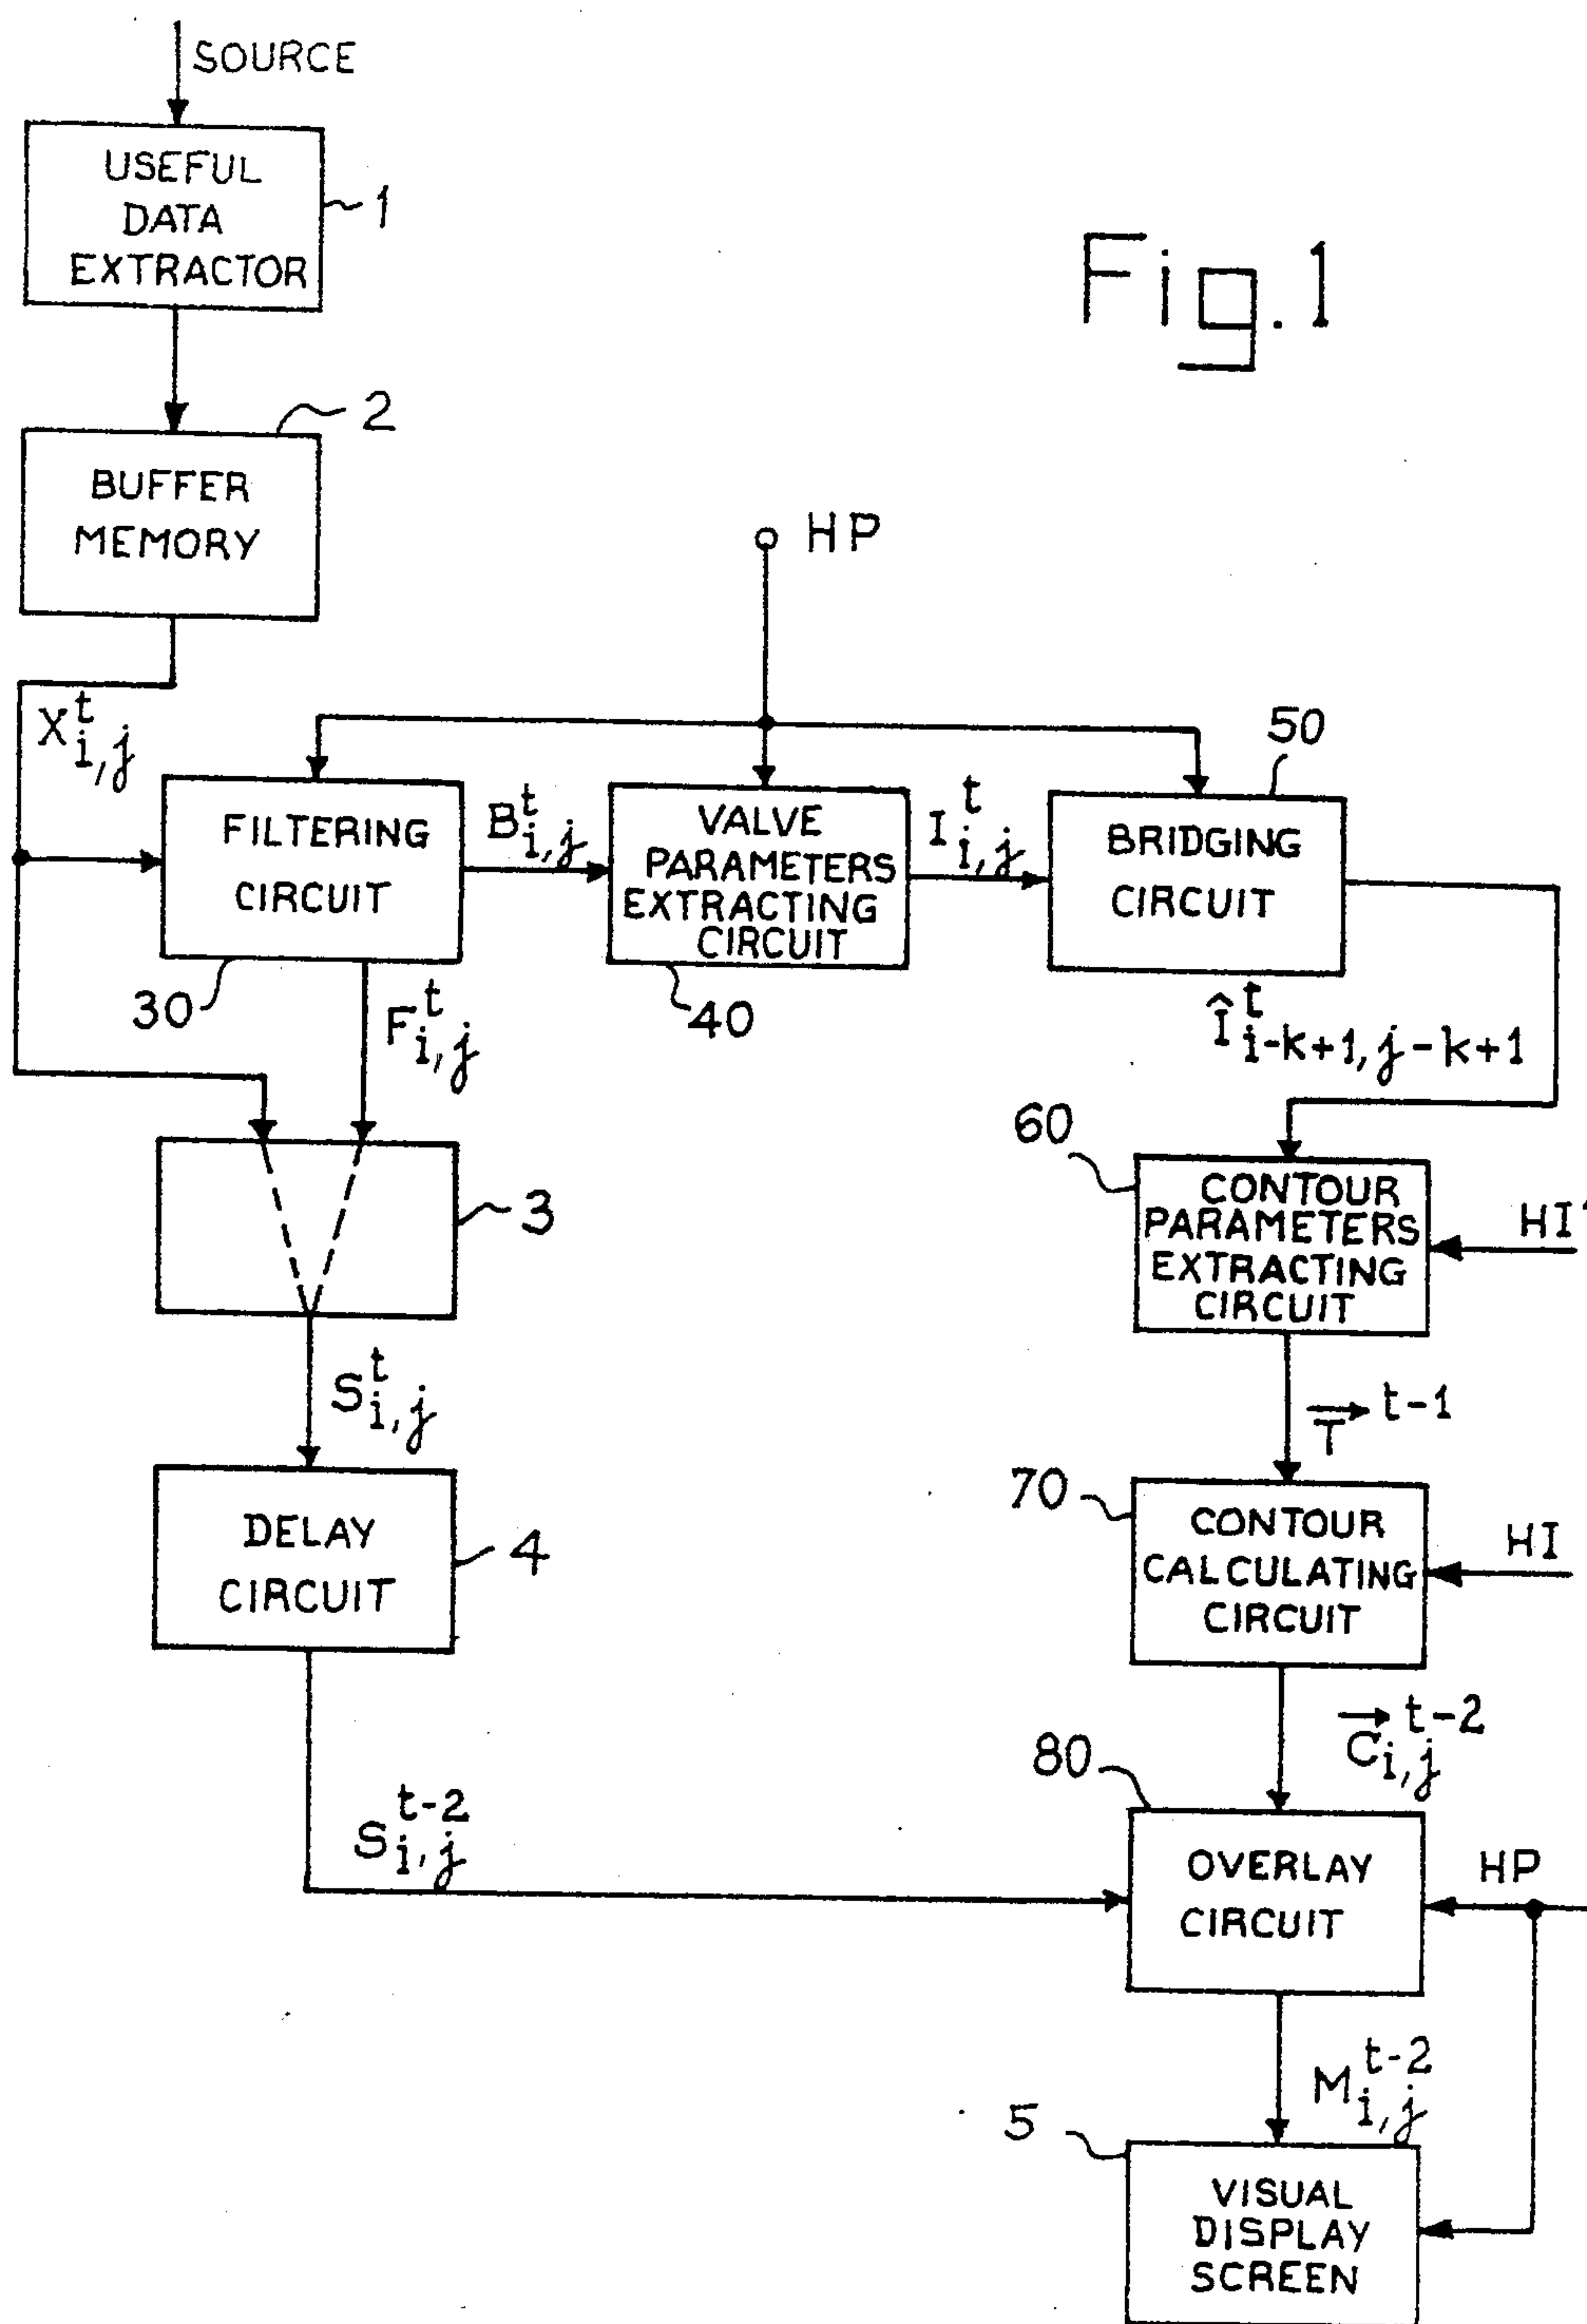 SOURCE
USEFUL
DATA
EXTRACTOR
1
Fig.1
2
BUFFER
MEMORY
HP
X^t_{i,j}
FILTERING
CIRCUIT
30
B^t_{i,j}
VALVE
PARAMETERS
EXTRACTING
CIRCUIT
40
I^t_{i,j}
50
BRIDGING
CIRCUIT
Î^t_{i-k+1,j-k+1}
F^t_{i,j}
3
60
CONTOUR
PARAMETERS
EXTRACTING
CIRCUIT
HI'
S^t_{i,j}
T→^{t-1}
DELAY
CIRCUIT
4
70
CONTOUR
CALCULATING
CIRCUIT
HI
C→^{t-2}_{i,j}
S^{t-2}_{i,j}
80
OVERLAY
CIRCUIT
HP
M^{t-2}_{i,j}
5
VISUAL
DISPLAY
SCREEN